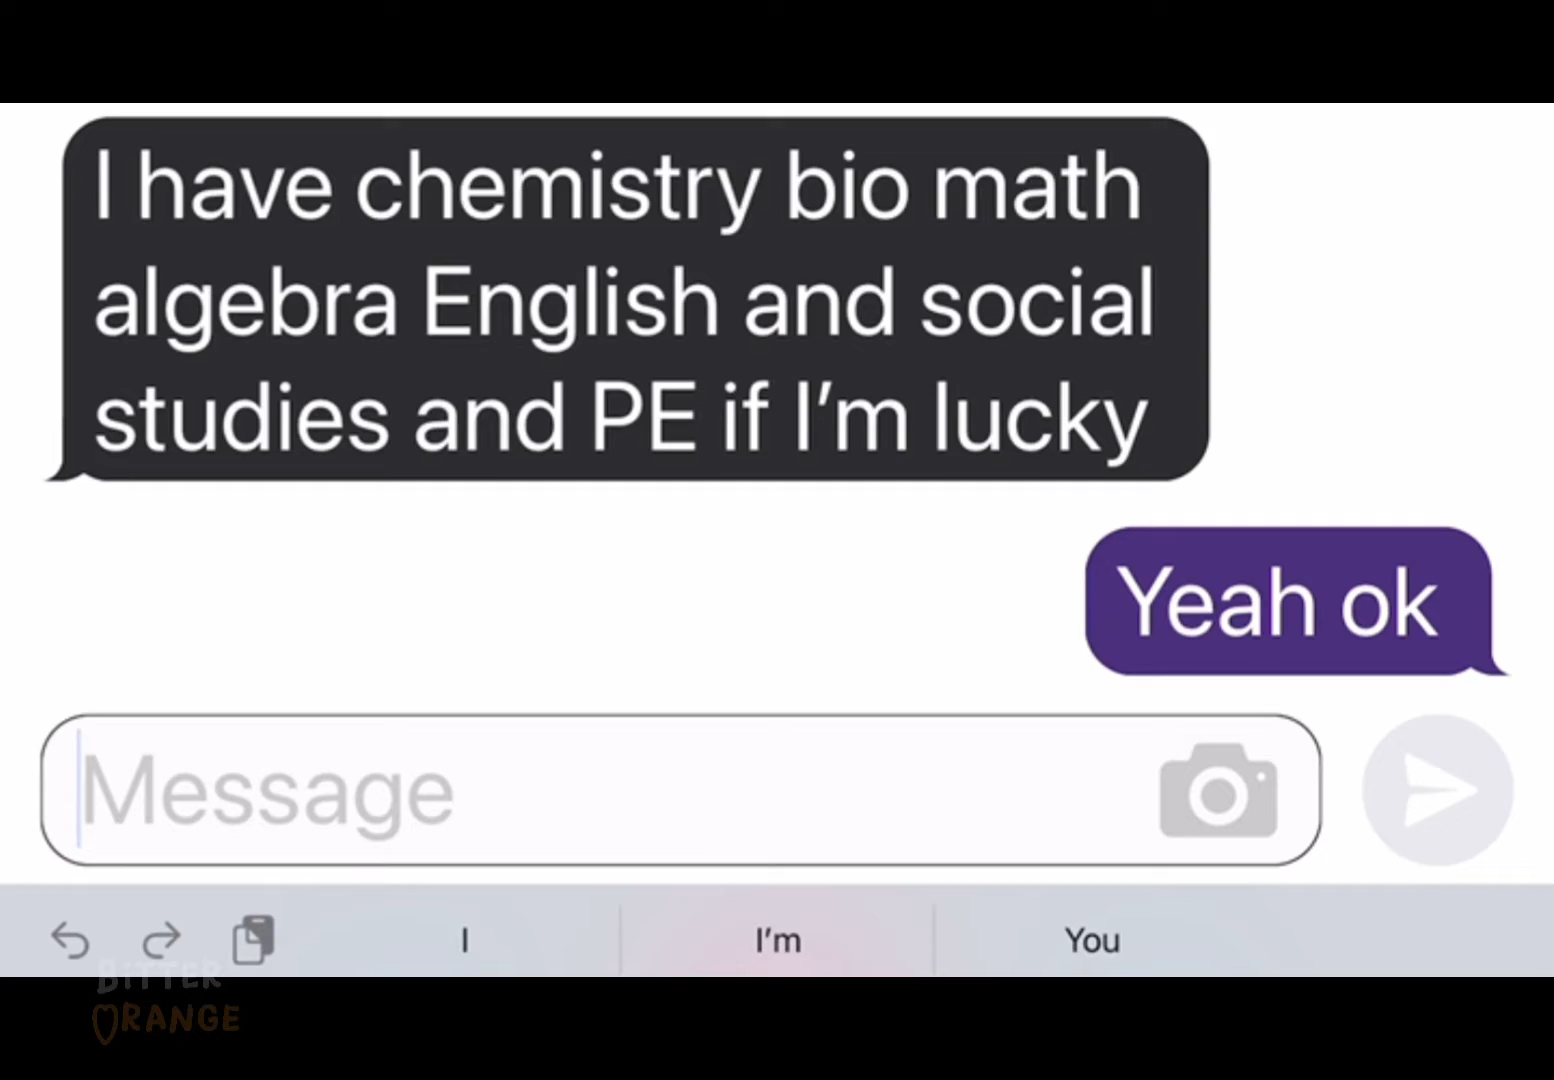 I have chemistry bio math
algebra English and social
studies and PE if I’m lucky
Yeah ok
Message
I
I’m
You
BITTER
ORANGE